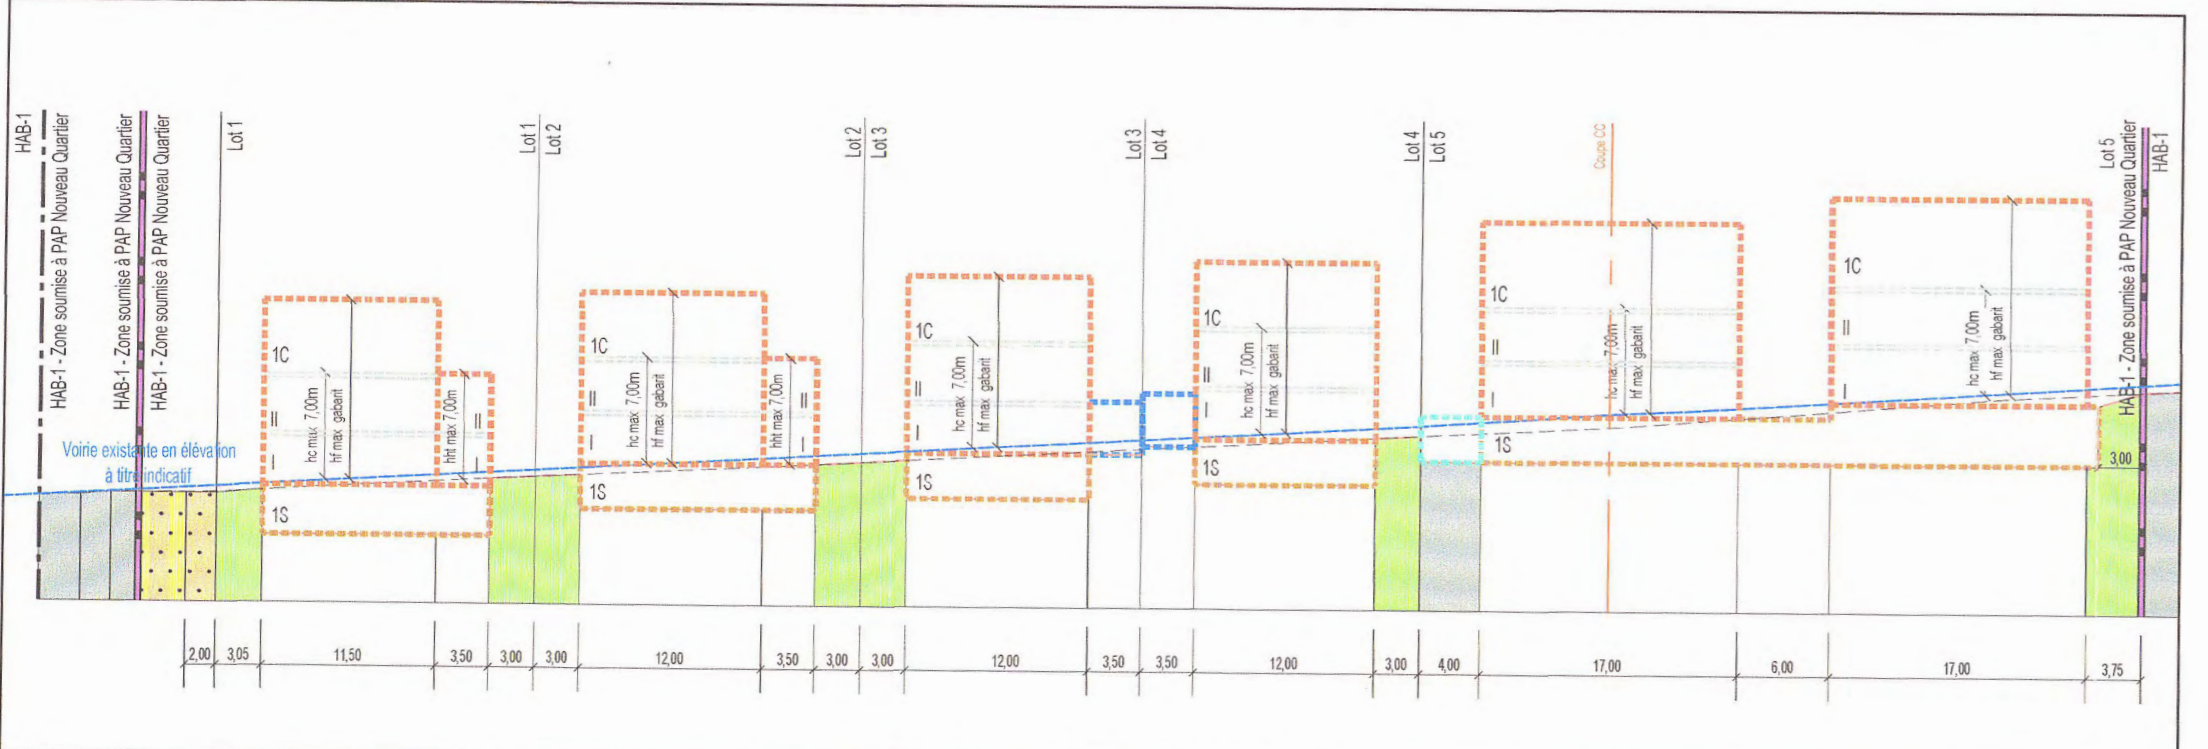 HAB-1
HAB-1 - Zone soumise à PAP Nouveau Quartier
HAB-1 - Zone soumise à PAP Nouveau Quartier
HAB-1 - Zone soumise à PAP Nouveau Quartier
Lot 1
Lot 1
Lot 2
Lot 2
Lot 3
Lot 3
Lot 4
Lot 4
Lot 5
Coupe CC
Lot 5
HAB-1 - Zone soumise à PAP Nouveau Quartier
HAB-1
Voirie existante en élévation
à titre indicatif
1C
II
I
hc max 7,00m
hf max gabarit
hht max 7,00m
II
I
1S
1C
II
I
hc max 7,00m
hf max gabarit
hht max 7,00m
II
I
1S
1C
II
I
hc max 7,00m
hf max gabarit
1S
1C
II
I
hc max 7,00m
hf max gabarit
1S
1C
II
I
hc max 7,00m
hf max gabarit
1S
1C
II
I
hc max 7,00m
hf max gabarit
3,00
2,00 3,05 11,50 3,50 3,00 3,00 12,00 3,50 3,00 3,00 12,00 3,50 3,50 12,00 3,00 4,00 17,00 6,00 17,00 3,75